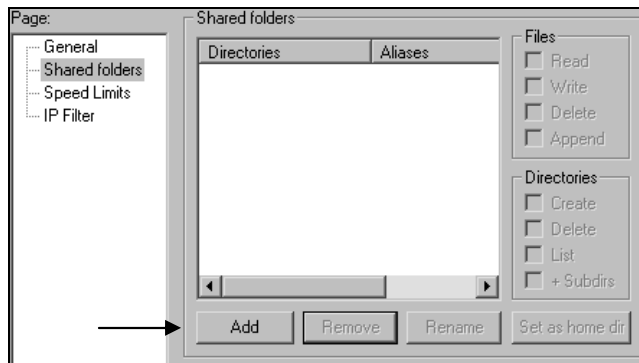 Page:
General
Shared folders
Speed Limits
IP Filter
Shared folders
Directories Aliases
Files
Read
Write
Delete
Append
Directories
Create
Delete
List
+ Subdirs
Add Remove Rename Set as home dir